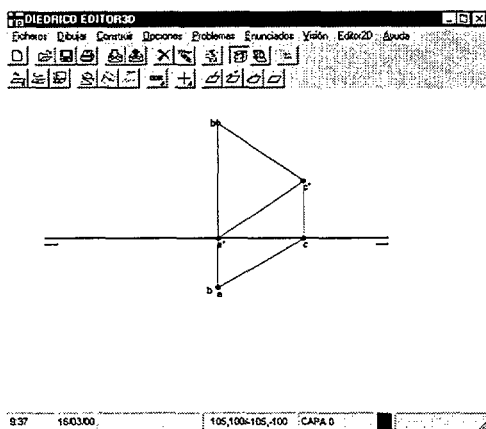 DIEDRICO EDITOR3D
Ficheros Dibujar Construir Opciones Problemas Enunciados Visión Editor2D Ayuda
c'
a'
c
b
a
9:37 16/03/00 105,100<-105,-100 CAPA 0